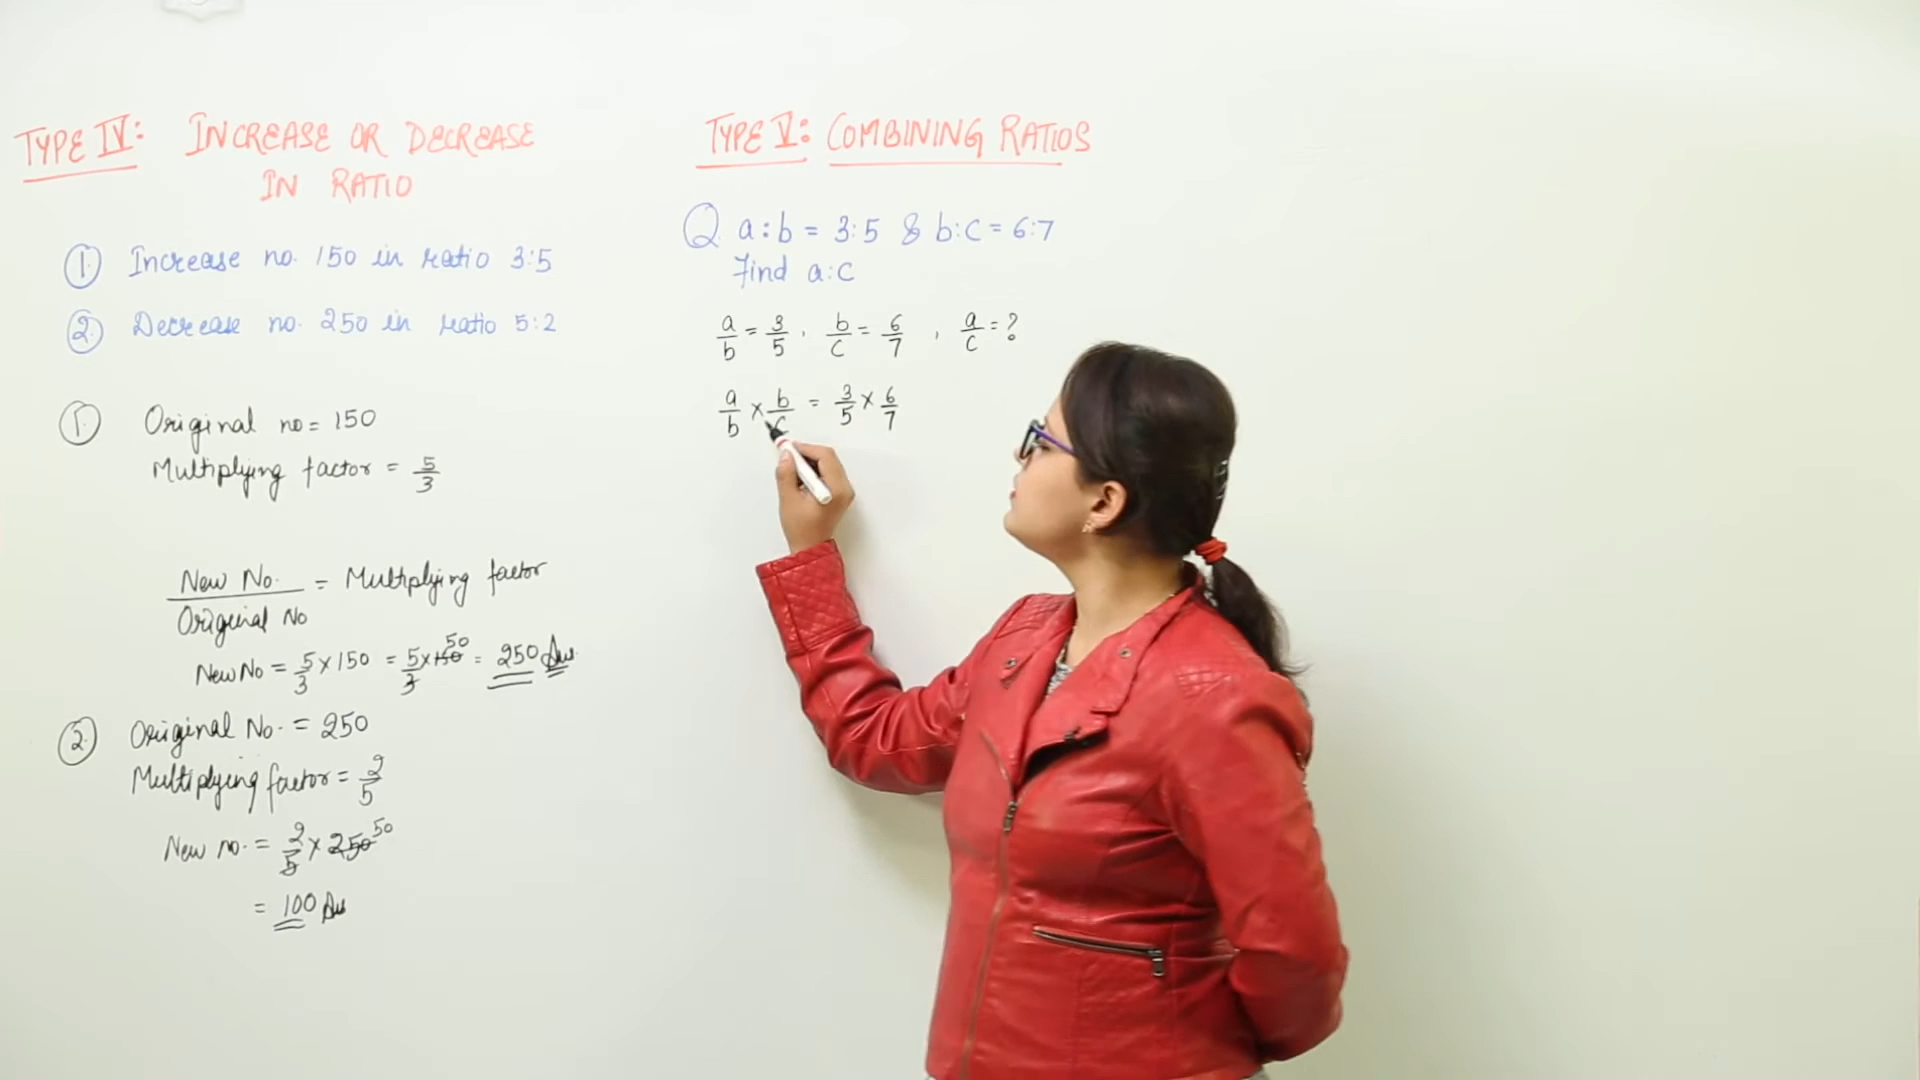 TYPE IV: INCREASE OR DECREASE
IN RATIO
1. Increase no. 150 in ratio 3:5
2. Decrease no. 250 in ratio 5:2
1. Original no = 150
Multiplying factor = 5/3
New No. / Original No = Multiplying factor
New No = 5/3 × 150 = 5/3 × 150 50 = 250 Ans
2. Original No. = 250
Multiplying factor = 2/5
New no. = 2/5 × 250 50
= 100 Ans
TYPE V: COMBINING RATIOS
Q a:b = 3:5 & b:c = 6:7
Find a:c
a/b = 3/5 , b/c = 6/7 , a/c = ?
a/b × b/c = 3/5 × 6/7